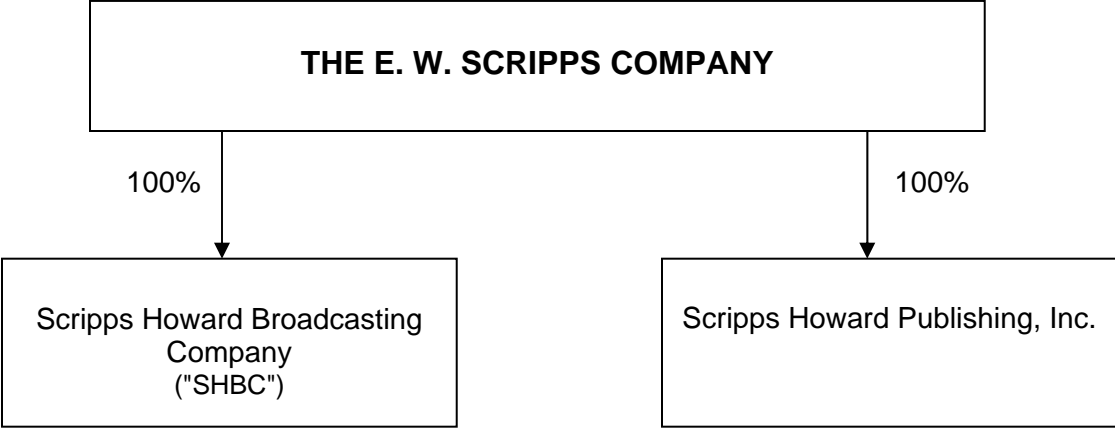 THE E. W. SCRIPPS COMPANY
100%
100%
Scripps Howard Broadcasting
Company
("SHBC")
Scripps Howard Publishing, Inc.